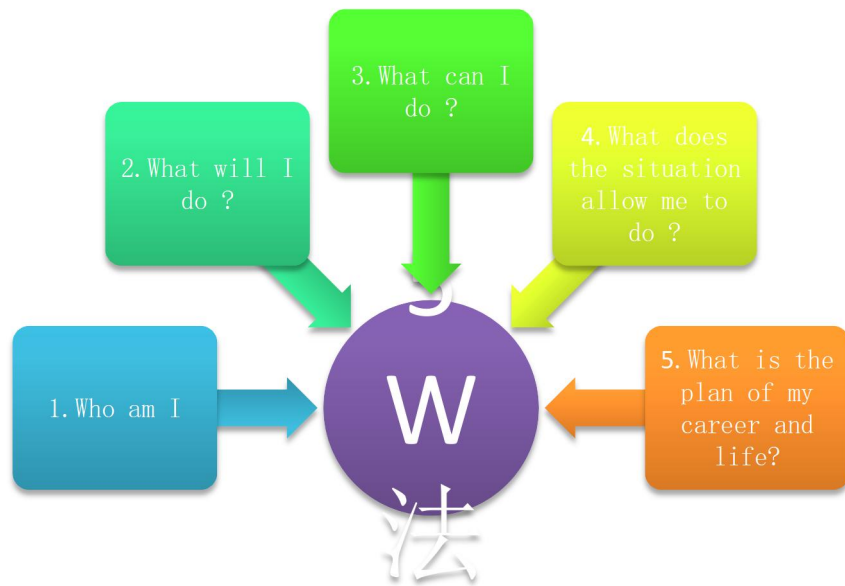 3.What can I
do ?
2.What will I
do ?
4.What does
the situation
allow me to
do ?
1.Who am I
5.What is the
plan of my
career and
life?
5
W
法